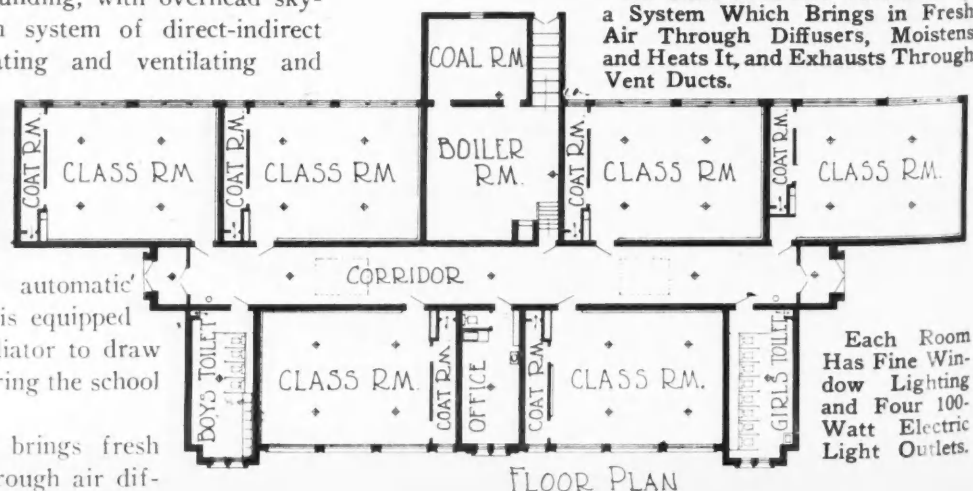 unding, with overhead sky-
system of direct-indirect
ating and ventilating and
automatic
is equipped
liator to draw
ring the school
brings fresh
rough air dif-
a System Which Brings in Fresh
Air Through Diffusers, Moistens
and Heats It, and Exhausts Through
Vent Ducts.
COAL RM
COAT RM.
CLASS RM
COAT RM.
CLASS RM
BOILER
RM.
COAT RM.
CLASS RM
COAT RM.
CLASS RM.
CORRIDOR
BOYS TOILET
CLASS RM.
COAT RM.
OFFICE
COAT RM.
CLASS RM.
GIRLS TOILET
FLOOR PLAN
Each Room
Has Fine Win-
dow Lighting
and Four 100-
Watt Electric
Light Outlets.